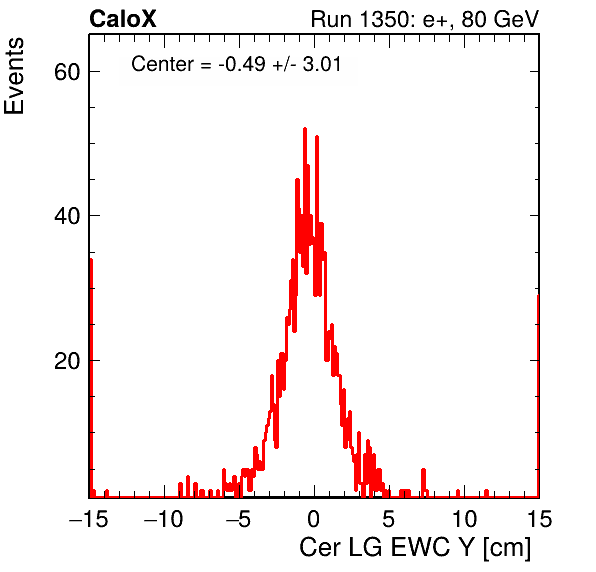 CaloX Run 1350: e+, 80 GeV
Center = -0.49 +/- 3.01
Events
60
40
20
−15 −10 −5 0 5 10 15
Cer LG EWC Y [cm]